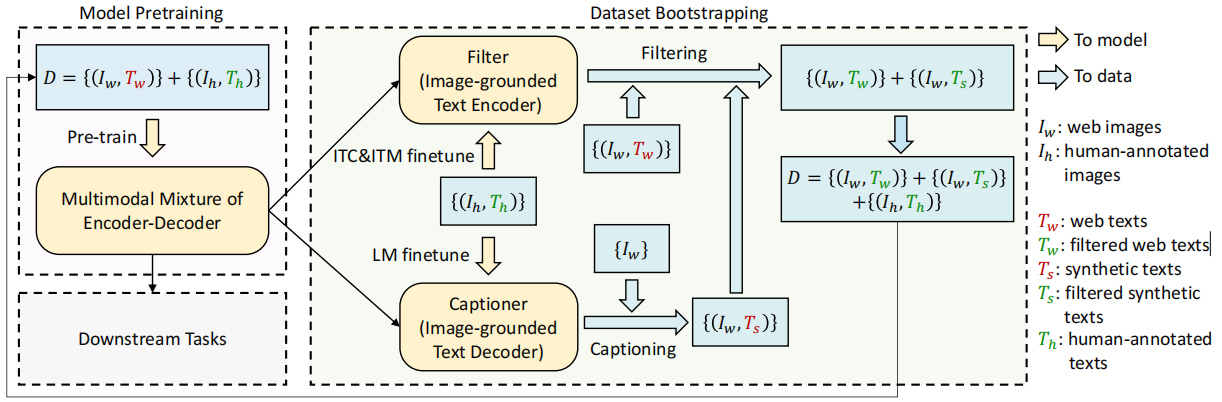 Model Pretraining
D = {(I_w, T_w)} + {(I_h, T_h)}
Pre-train
Multimodal Mixture of
Encoder-Decoder
Downstream Tasks
Dataset Bootstrapping
Filter
(Image-grounded
Text Encoder)
ITC&ITM finetune
{(I_h, T_h)}
LM finetune
Captioner
(Image-grounded
Text Decoder)
Filtering
{(I_w, T_w)}
{I_w}
Captioning
{(I_w, T_s)}
{(I_w, T_w)} + {(I_w, T_s)}
D = {(I_w, T_w)} + {(I_w, T_s)}
+{(I_h, T_h)}
To model
To data
I_w: web images
I_h: human-annotated
images
T_w: web texts
T_w: filtered web texts
T_s: synthetic texts
T_s: filtered synthetic
texts
T_h: human-annotated
texts